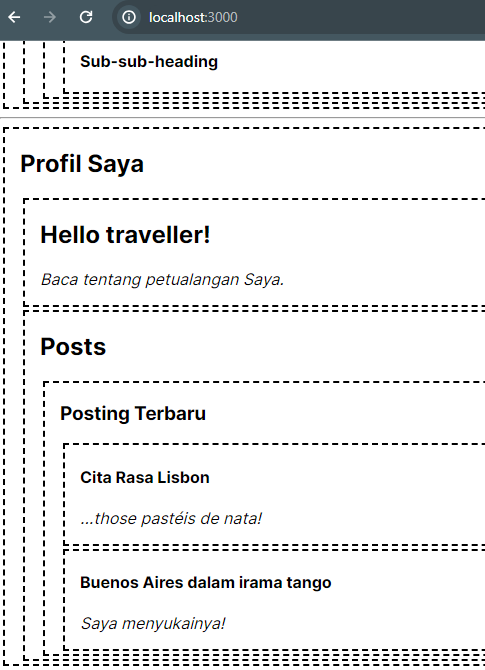 localhost:3000
Sub-sub-heading
Profil Saya
Hello traveller!
Baca tentang petualangan Saya.
Posts
Posting Terbaru
Cita Rasa Lisbon
...those pastéis de nata!
Buenos Aires dalam irama tango
Saya menyukainya!